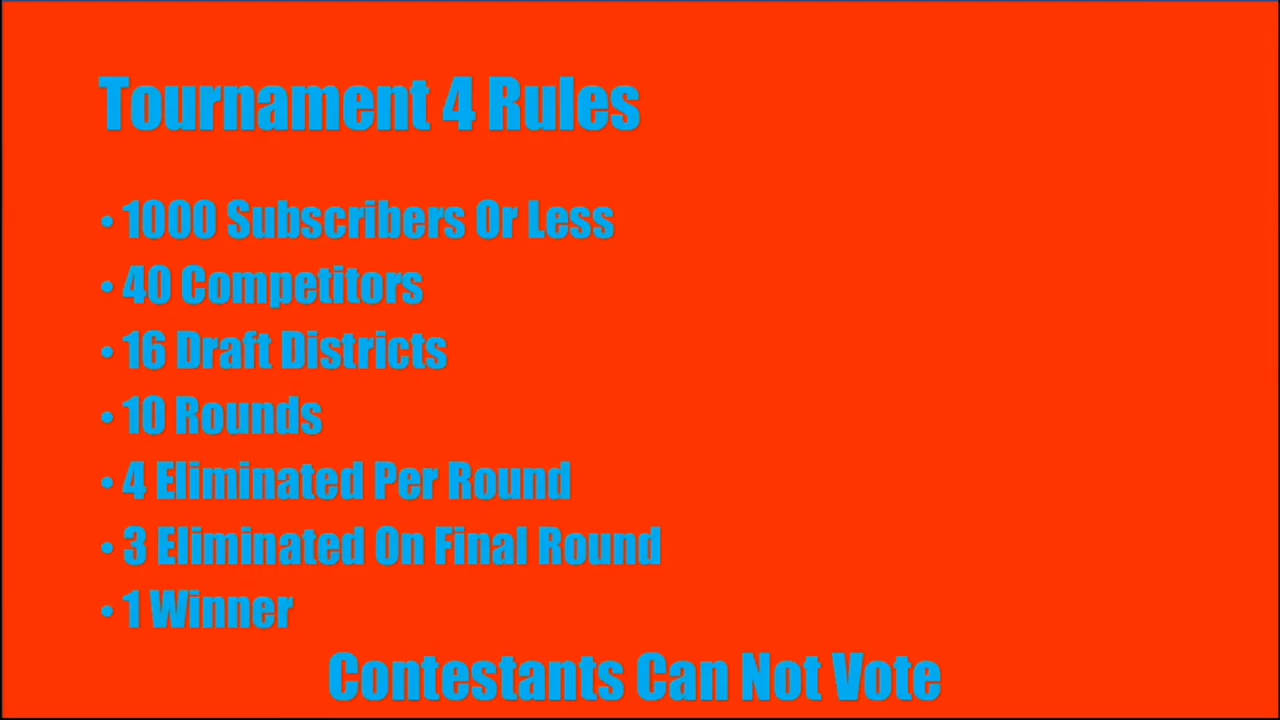 Tournament 4 Rules
• 1000 Subscribers Or Less
• 40 Competitors
• 16 Draft Districts
• 10 Rounds
• 4 Eliminated Per Round
• 3 Eliminated On Final Round
• 1 Winner
Contestants Can Not Vote